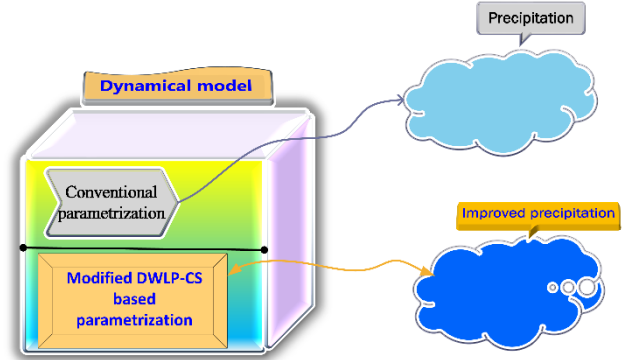 Precipitation
Dynamical model
Conventional
parametrization
Improved precipitation
Modified DWLP-CS
based
parametrization